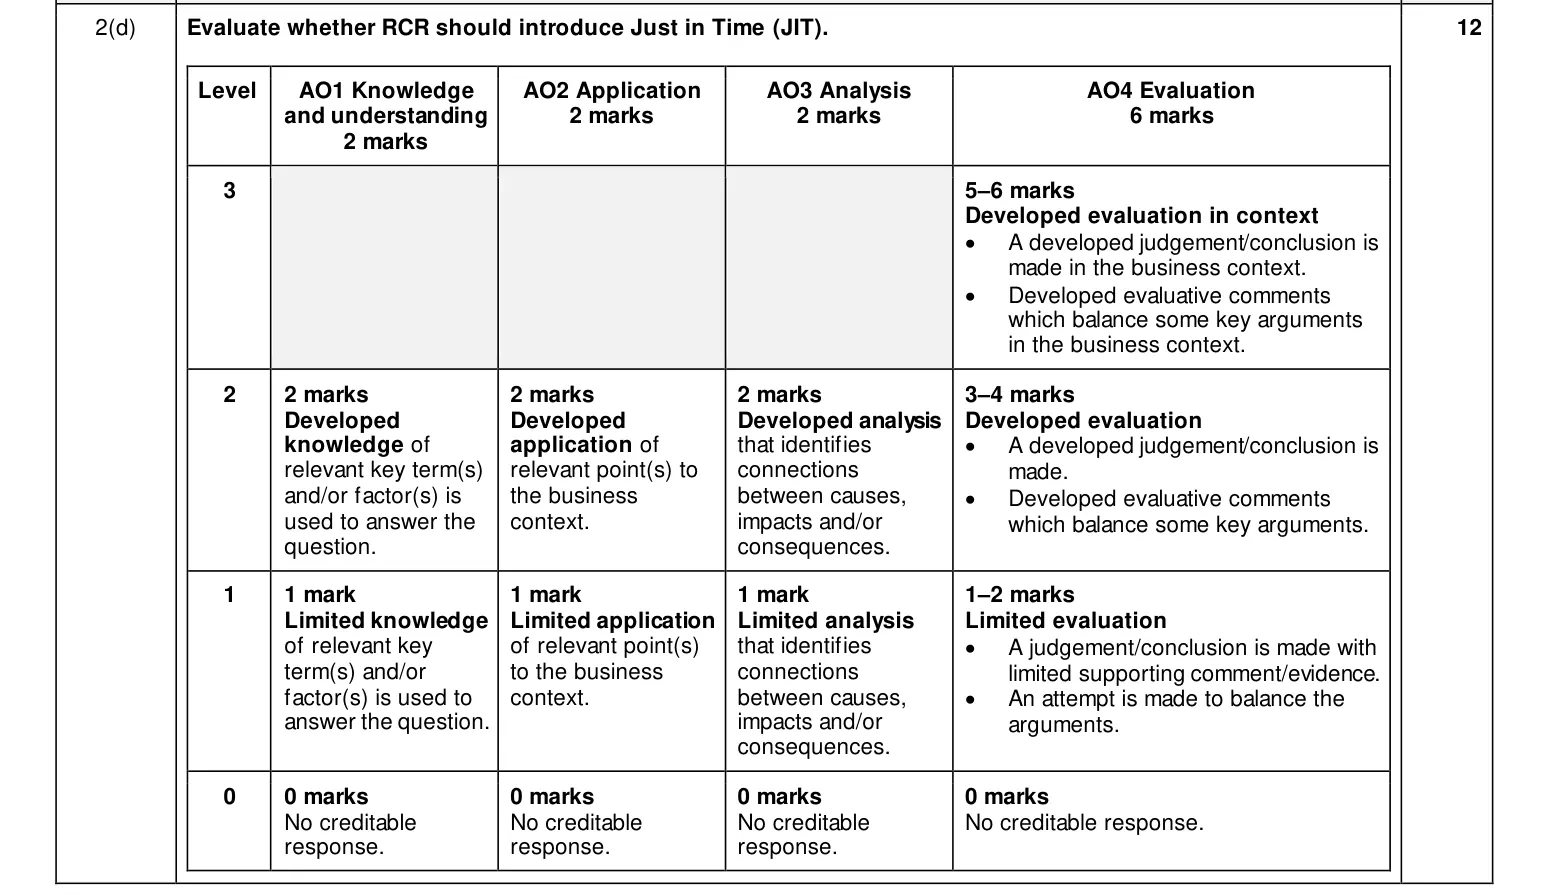 2(d) Evaluate whether RCR should introduce Just in Time (JIT). 12
Level
AO1 Knowledge
and understanding
2 marks
AO2 Application
2 marks
AO3 Analysis
2 marks
AO4 Evaluation
6 marks
3
5–6 marks
Developed evaluation in context
• A developed judgement/conclusion is
made in the business context.
• Developed evaluative comments
which balance some key arguments
in the business context.
2
2 marks
Developed
knowledge of
relevant key term(s)
and/or factor(s) is
used to answer the
question.
2 marks
Developed
application of
relevant point(s) to
the business
context.
2 marks
Developed analysis
that identifies
connections
between causes,
impacts and/or
consequences.
3–4 marks
Developed evaluation
• A developed judgement/conclusion is
made.
• Developed evaluative comments
which balance some key arguments.
1
1 mark
Limited knowledge
of relevant key
term(s) and/or
factor(s) is used to
answer the question.
1 mark
Limited application
of relevant point(s)
to the business
context.
1 mark
Limited analysis
that identifies
connections
between causes,
impacts and/or
consequences.
1–2 marks
Limited evaluation
• A judgement/conclusion is made with
limited supporting comment/evidence.
• An attempt is made to balance the
arguments.
0
0 marks
No creditable
response.
0 marks
No creditable
response.
0 marks
No creditable
response.
0 marks
No creditable response.